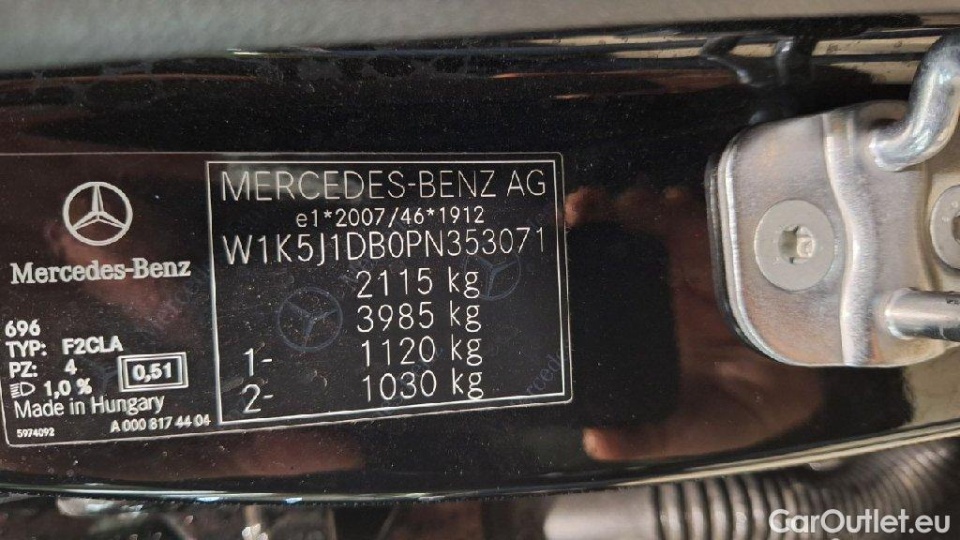 MERCEDES-BENZ AG
e1*2007/46*1912
W1K5J1DB0PN353071
2115 kg
3985 kg
1- 1120 kg
2- 1030 kg
Mercedes-Benz
696
TYP: F2CLA
PZ: 4
0,51
1,0 %
Made in Hungary
A 000 817 44 04
5974092
CarOutlet.eu